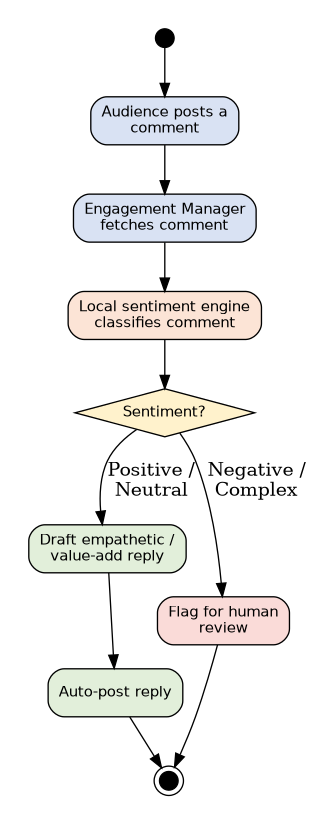 Audience posts a
comment
Engagement Manager
fetches comment
Local sentiment engine
classifies comment
Sentiment?
Positive /
Neutral
Negative /
Complex
Draft empathetic /
value-add reply
Flag for human
review
Auto-post reply